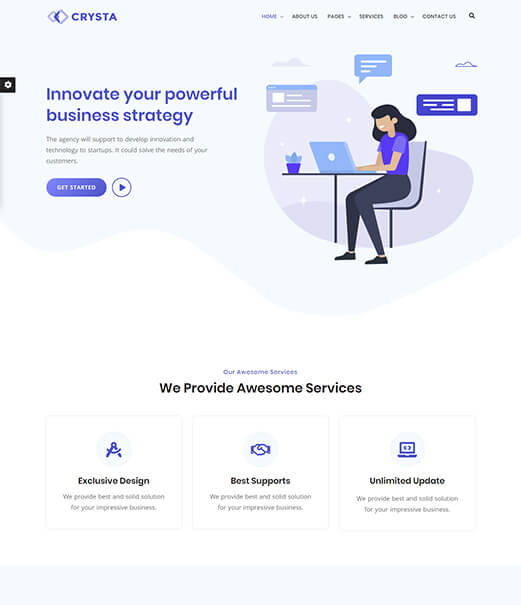 CRYSTA
HOME ABOUT US PAGES SERVICES BLOG CONTACT US
Innovate your powerful
business strategy
The agency will support to develop innovation and
technology to startups. It could solve the needs of your
customers.
GET STARTED
Our Awesome Services
We Provide Awesome Services
Exclusive Design
We provide best and solid solution
for your impressive business.
Best Supports
We provide best and solid solution
for your impressive business.
Unlimited Update
We provide best and solid solution
for your impressive business.